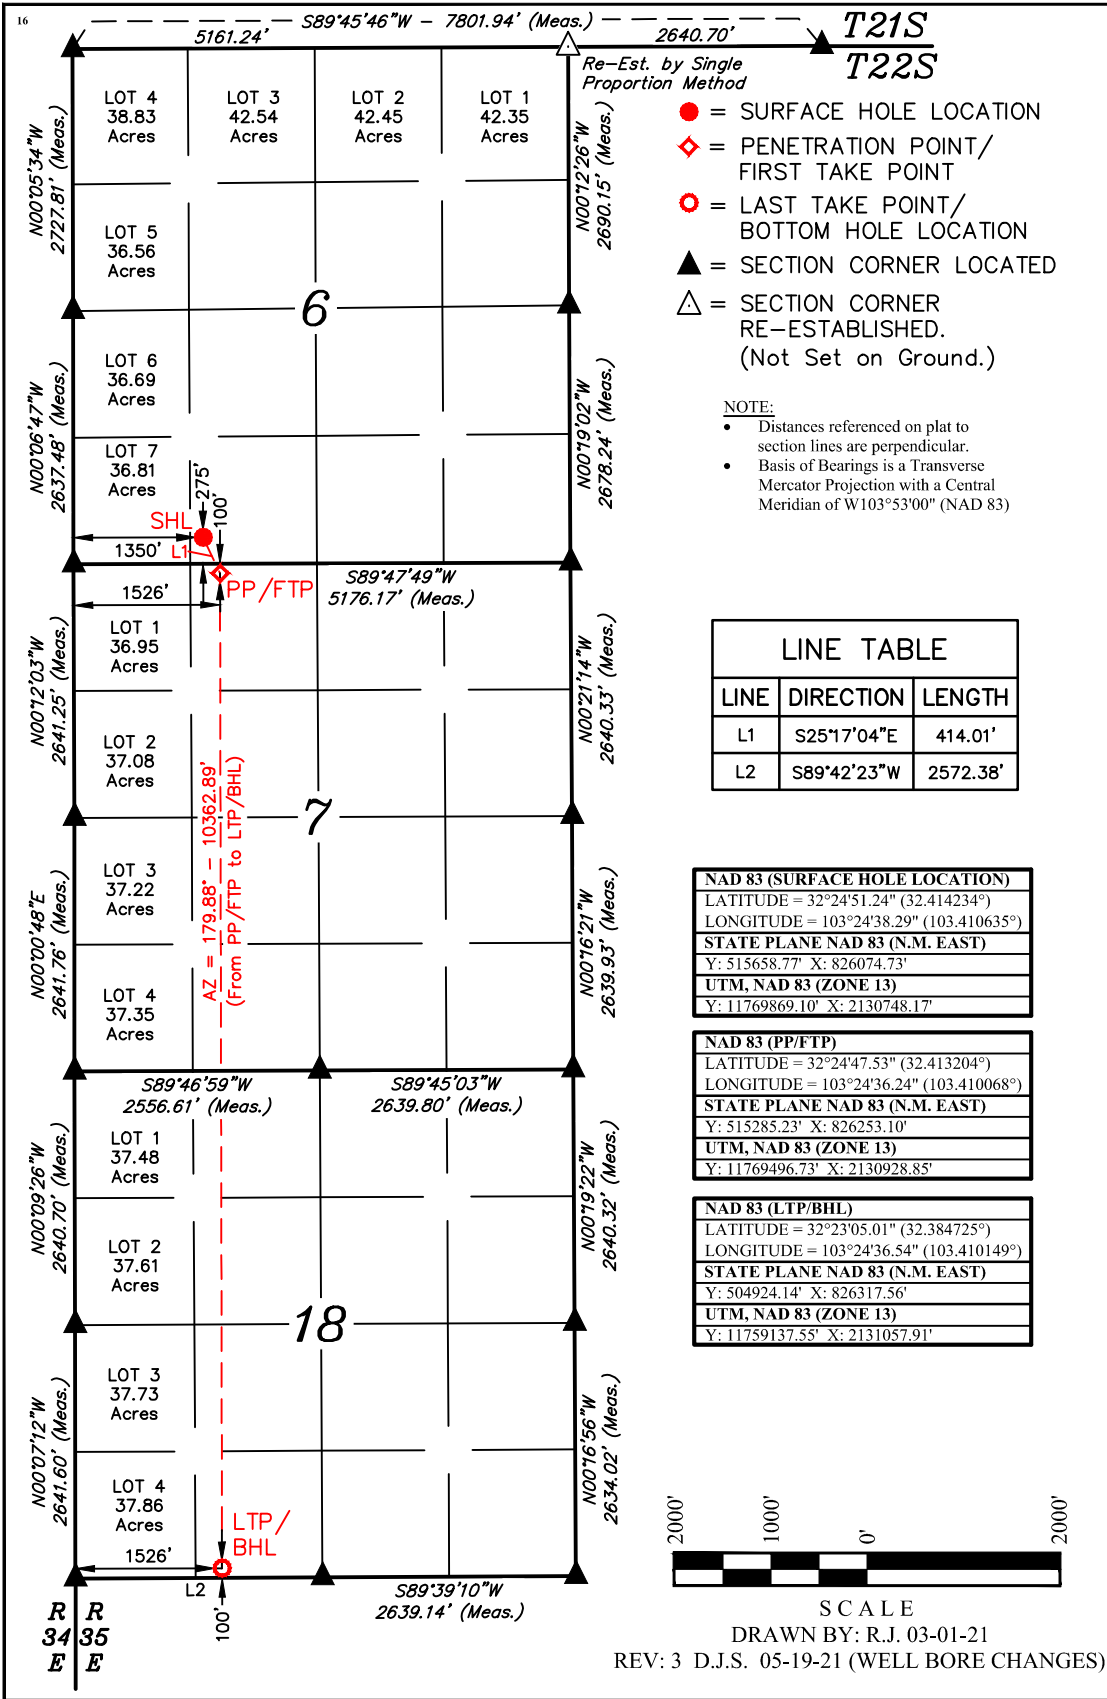 16
S89°45'46"W - 7801.94' (Meas.)
5161.24'
2640.70'
T21S
T22S
Re-Est. by Single
Proportion Method
= SURFACE HOLE LOCATION
= PENETRATION POINT/
FIRST TAKE POINT
= LAST TAKE POINT/
BOTTOM HOLE LOCATION
= SECTION CORNER LOCATED
= SECTION CORNER
RE-ESTABLISHED.
(Not Set on Ground.)
NOTE:
• Distances referenced on plat to
section lines are perpendicular.
• Basis of Bearings is a Transverse
Mercator Projection with a Central
Meridian of W103°53'00" (NAD 83)
LOT 4
38.83
Acres
LOT 3
42.54
Acres
LOT 2
42.45
Acres
LOT 1
42.35
Acres
N00°05'34"W
2727.81' (Meas.)
N00°12'26"W
2690.15' (Meas.)
LOT 5
36.56
Acres
6
LOT 6
36.69
Acres
N00°06'47"W
2637.48' (Meas.)
N00°19'02"W
2678.24' (Meas.)
LOT 7
36.81
Acres
275'
100'
SHL
1350'
L1
S89°47'49"W
5176.17' (Meas.)
PP/FTP
1526'
LOT 1
36.95
Acres
N00°12'03"W
2641.25' (Meas.)
N00°21'14"W
2640.33' (Meas.)
LOT 2
37.08
Acres
7
AZ = 179.88° - 10362.89'
(From PP/FTP to LTP/BHL)
LOT 3
37.22
Acres
N00°00'48"E
2641.76' (Meas.)
N00°16'21"W
2639.93' (Meas.)
LOT 4
37.35
Acres
S89°46'59"W
2556.61' (Meas.)
S89°45'03"W
2639.80' (Meas.)
LOT 1
37.48
Acres
N00°09'26"W
2640.70' (Meas.)
N00°19'22"W
2640.32' (Meas.)
LOT 2
37.61
Acres
18
LOT 3
37.73
Acres
N00°07'12"W
2641.60' (Meas.)
N00°16'56"W
2634.02' (Meas.)
LOT 4
37.86
Acres
LTP/
BHL
1526'
L2
100'
S89°39'10"W
2639.14' (Meas.)
R R
34 35
E E
LINE TABLE
LINE DIRECTION LENGTH
L1 S25°17'04"E 414.01'
L2 S89°42'23"W 2572.38'
NAD 83 (SURFACE HOLE LOCATION)
LATITUDE = 32°24'51.24" (32.414234°)
LONGITUDE = 103°24'38.29" (103.410635°)
STATE PLANE NAD 83 (N.M. EAST)
Y: 515658.77' X: 826074.73'
UTM, NAD 83 (ZONE 13)
Y: 11769869.10' X: 2130748.17'
NAD 83 (PP/FTP)
LATITUDE = 32°24'47.53" (32.413204°)
LONGITUDE = 103°24'36.24" (103.410068°)
STATE PLANE NAD 83 (N.M. EAST)
Y: 515285.23' X: 826253.10'
UTM, NAD 83 (ZONE 13)
Y: 11769496.73' X: 2130928.85'
NAD 83 (LTP/BHL)
LATITUDE = 32°23'05.01" (32.384725°)
LONGITUDE = 103°24'36.54" (103.410149°)
STATE PLANE NAD 83 (N.M. EAST)
Y: 504924.14' X: 826317.56'
UTM, NAD 83 (ZONE 13)
Y: 11759137.55' X: 2131057.91'
2000'
1000'
0'
2000'
SCALE
DRAWN BY: R.J. 03-01-21
REV: 3 D.J.S. 05-19-21 (WELL BORE CHANGES)